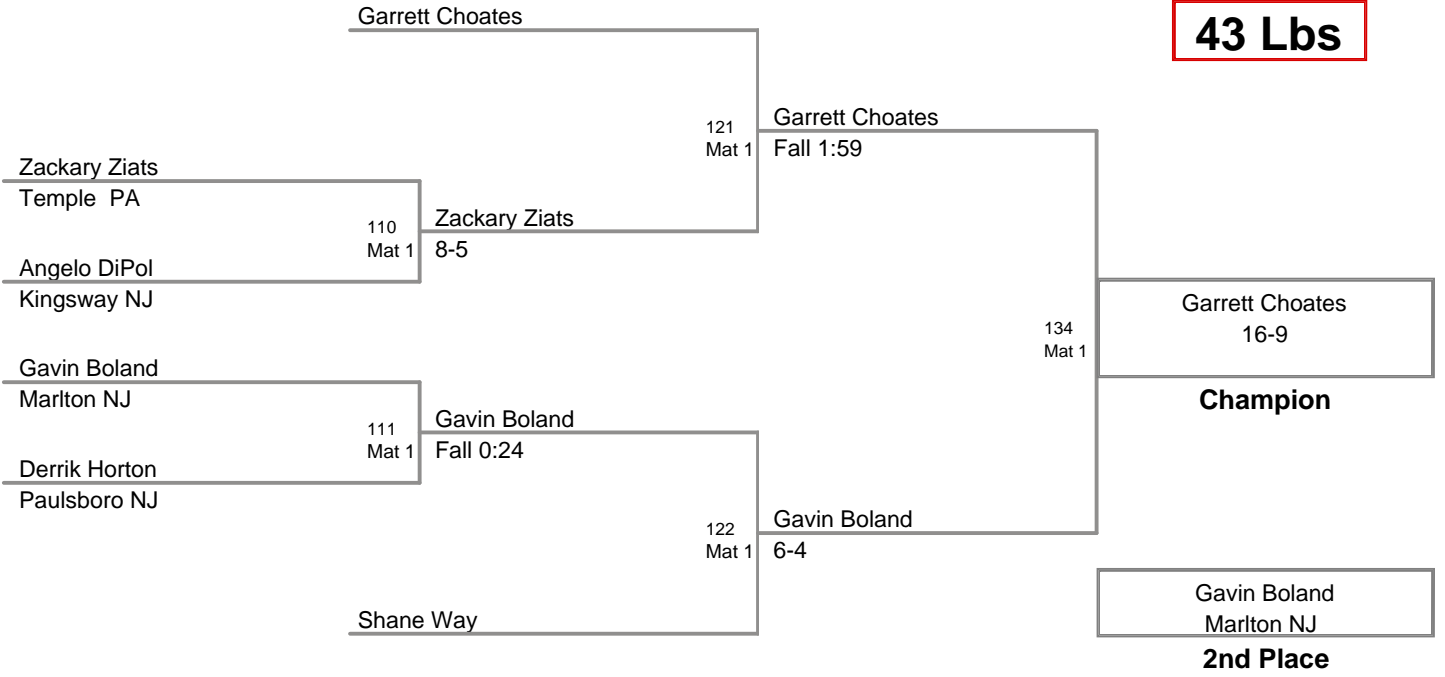 Garrett Choates
43 Lbs
121
Mat 1
Garrett Choates
Fall 1:59
Zackary Ziats
Temple  PA
110
Mat 1
Zackary Ziats
8-5
Angelo DiPol
Kingsway NJ
134
Mat 1
Garrett Choates
16-9
Champion
Gavin Boland
Marlton NJ
111
Mat 1
Gavin Boland
Fall 0:24
Derrik Horton
Paulsboro NJ
122
Mat 1
Gavin Boland
6-4
Shane Way
Gavin Boland
Marlton NJ
2nd Place